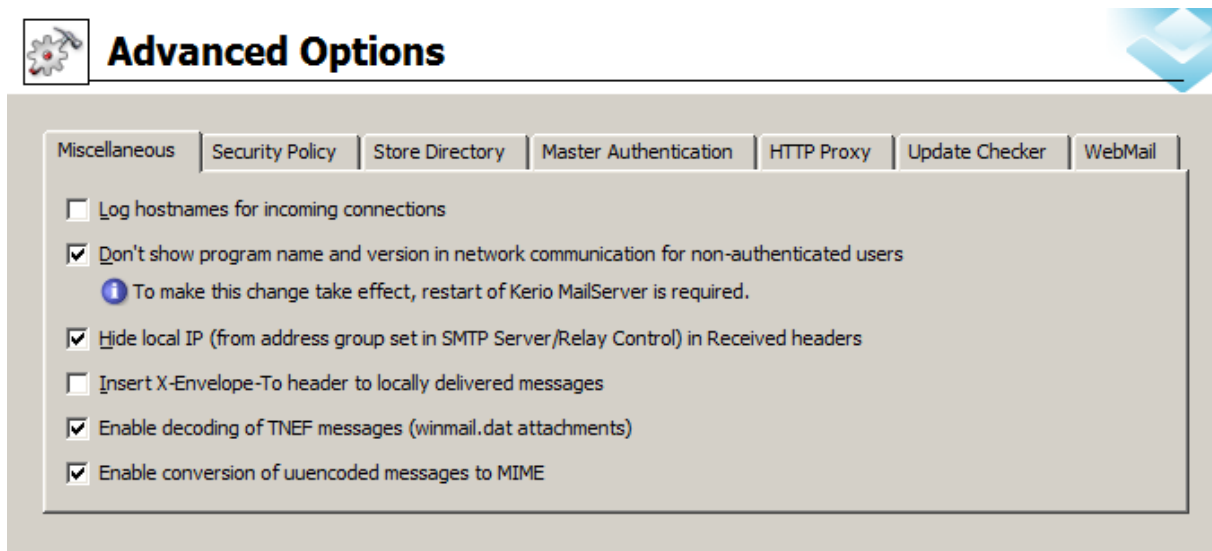 Advanced Options
Miscellaneous Security Policy Store Directory Master Authentication HTTP Proxy Update Checker WebMail
Log hostnames for incoming connections
Don't show program name and version in network communication for non-authenticated users
To make this change take effect, restart of Kerio MailServer is required.
Hide local IP (from address group set in SMTP Server/Relay Control) in Received headers
Insert X-Envelope-To header to locally delivered messages
Enable decoding of TNEF messages (winmail.dat attachments)
Enable conversion of uuencoded messages to MIME